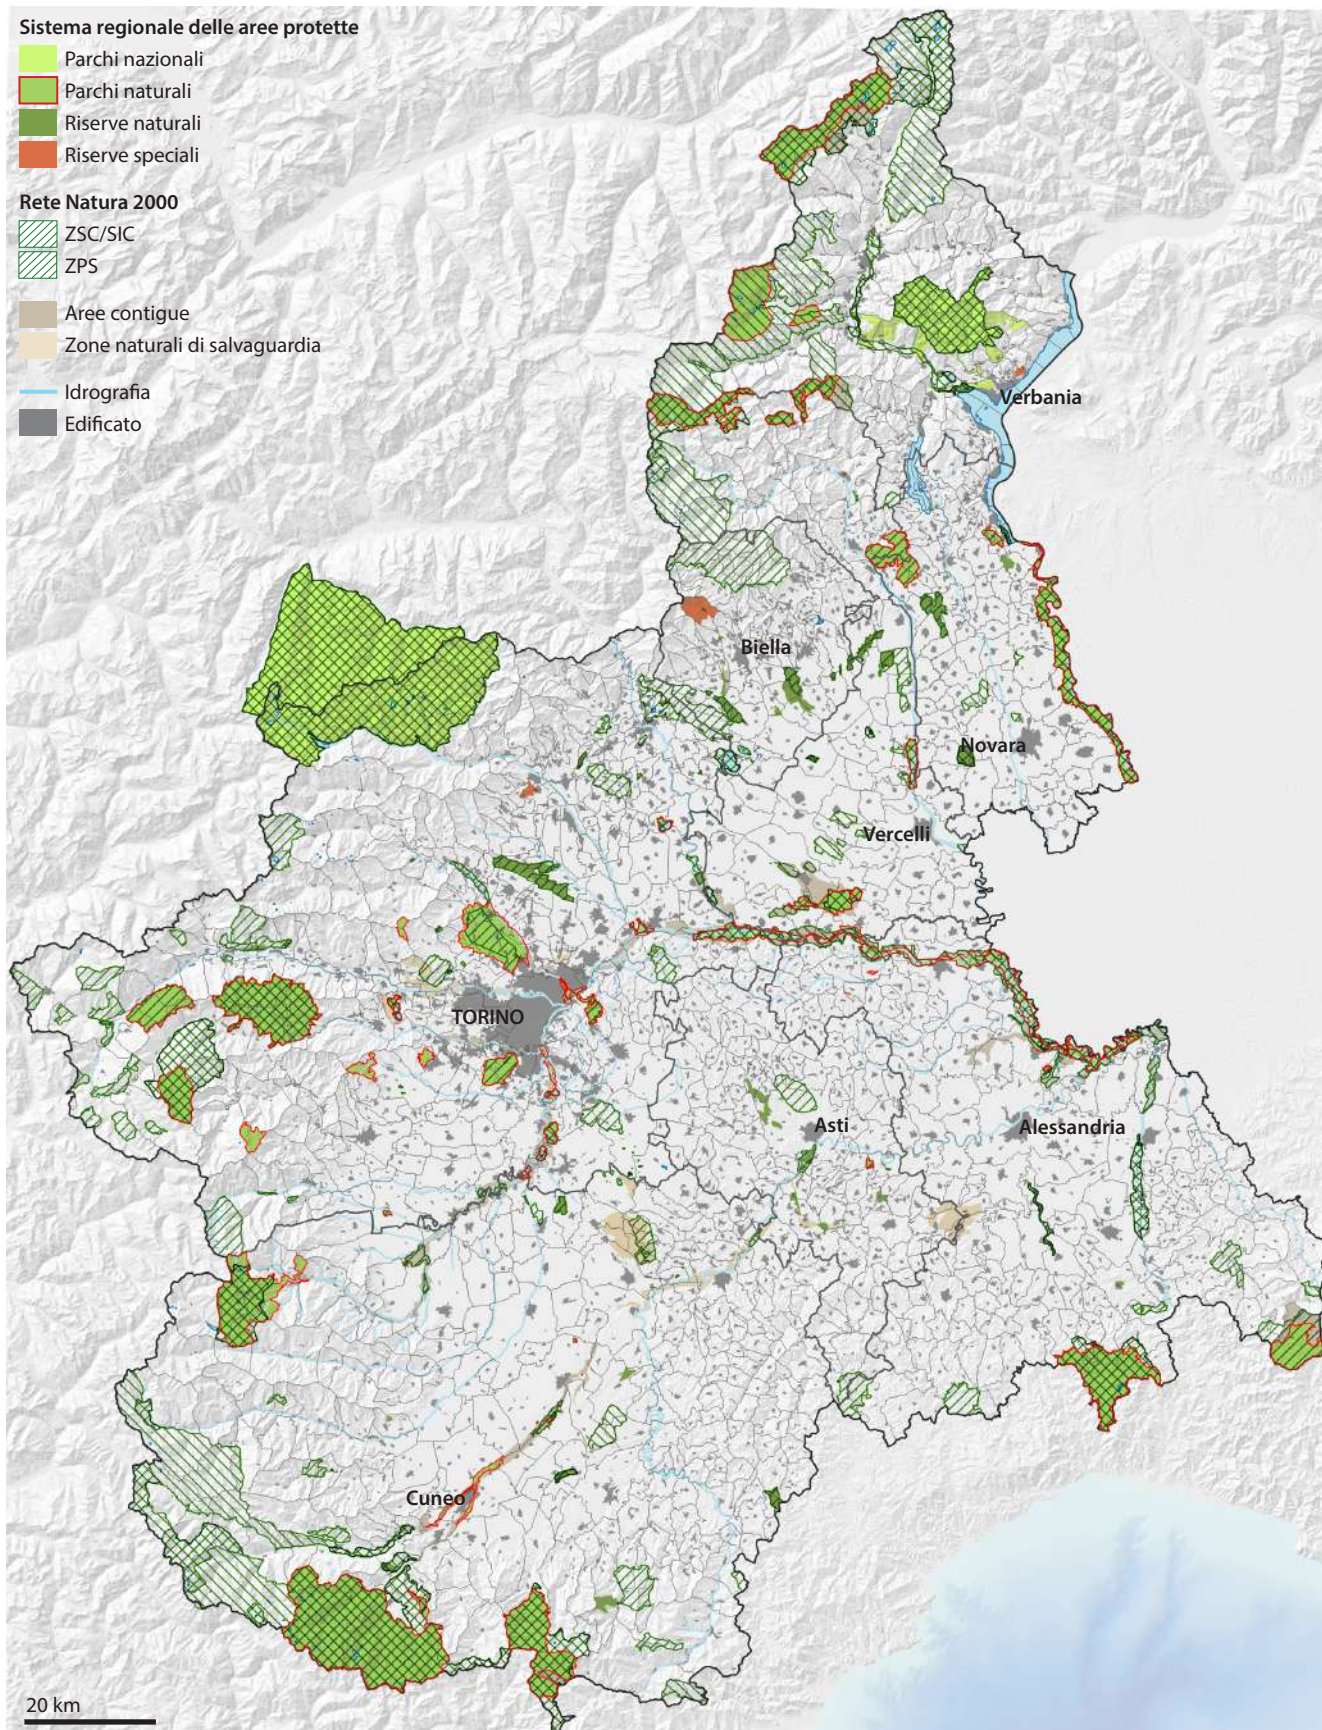 Sistema regionale delle aree protette
Parchi nazionali
Parchi naturali
Riserve naturali
Riserve speciali
Rete Natura 2000
ZSC/SIC
ZPS
Aree contigue
Zone naturali di salvaguardia
Idrografia
Edificato
Verbania
Biella
Novara
Vercelli
TORINO
Asti
Alessandria
Cuneo
20 km